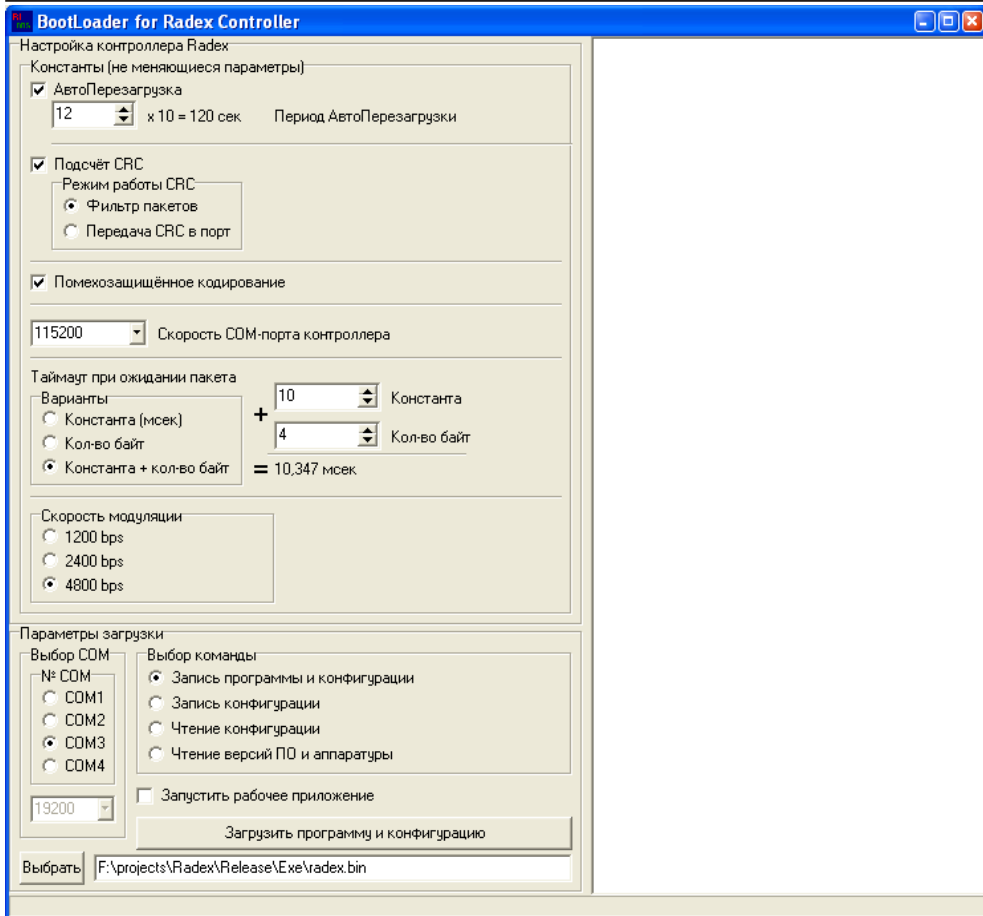 BootLoader for Radex Controller
Настройка контроллера Radex
Константы (не меняющиеся параметры)
АвтоПерезагрузка
12 x 10 = 120 сек Период АвтоПерезагрузки
Подсчёт CRC
Режим работы CRC
Фильтр пакетов
Передача CRC в порт
Помехозащищённое кодирование
115200 Скорость COM-порта контроллера
Таймаут при ожидании пакета
Варианты
Константа (мсек)
Кол-во байт
Константа + кол-во байт
+
10 Константа
4 Кол-во байт
= 10,347 мсек
Скорость модуляции
1200 bps
2400 bps
4800 bps
Параметры загрузки
Выбор COM
№ COM
COM1
COM2
COM3
COM4
19200
Выбор команды
Запись программы и конфигурации
Запись конфигурации
Чтение конфигурации
Чтение версий ПО и аппаратуры
Запустить рабочее приложение
Загрузить программу и конфигурацию
Выбрать F:\projects\Radex\Release\Exe\radex.bin